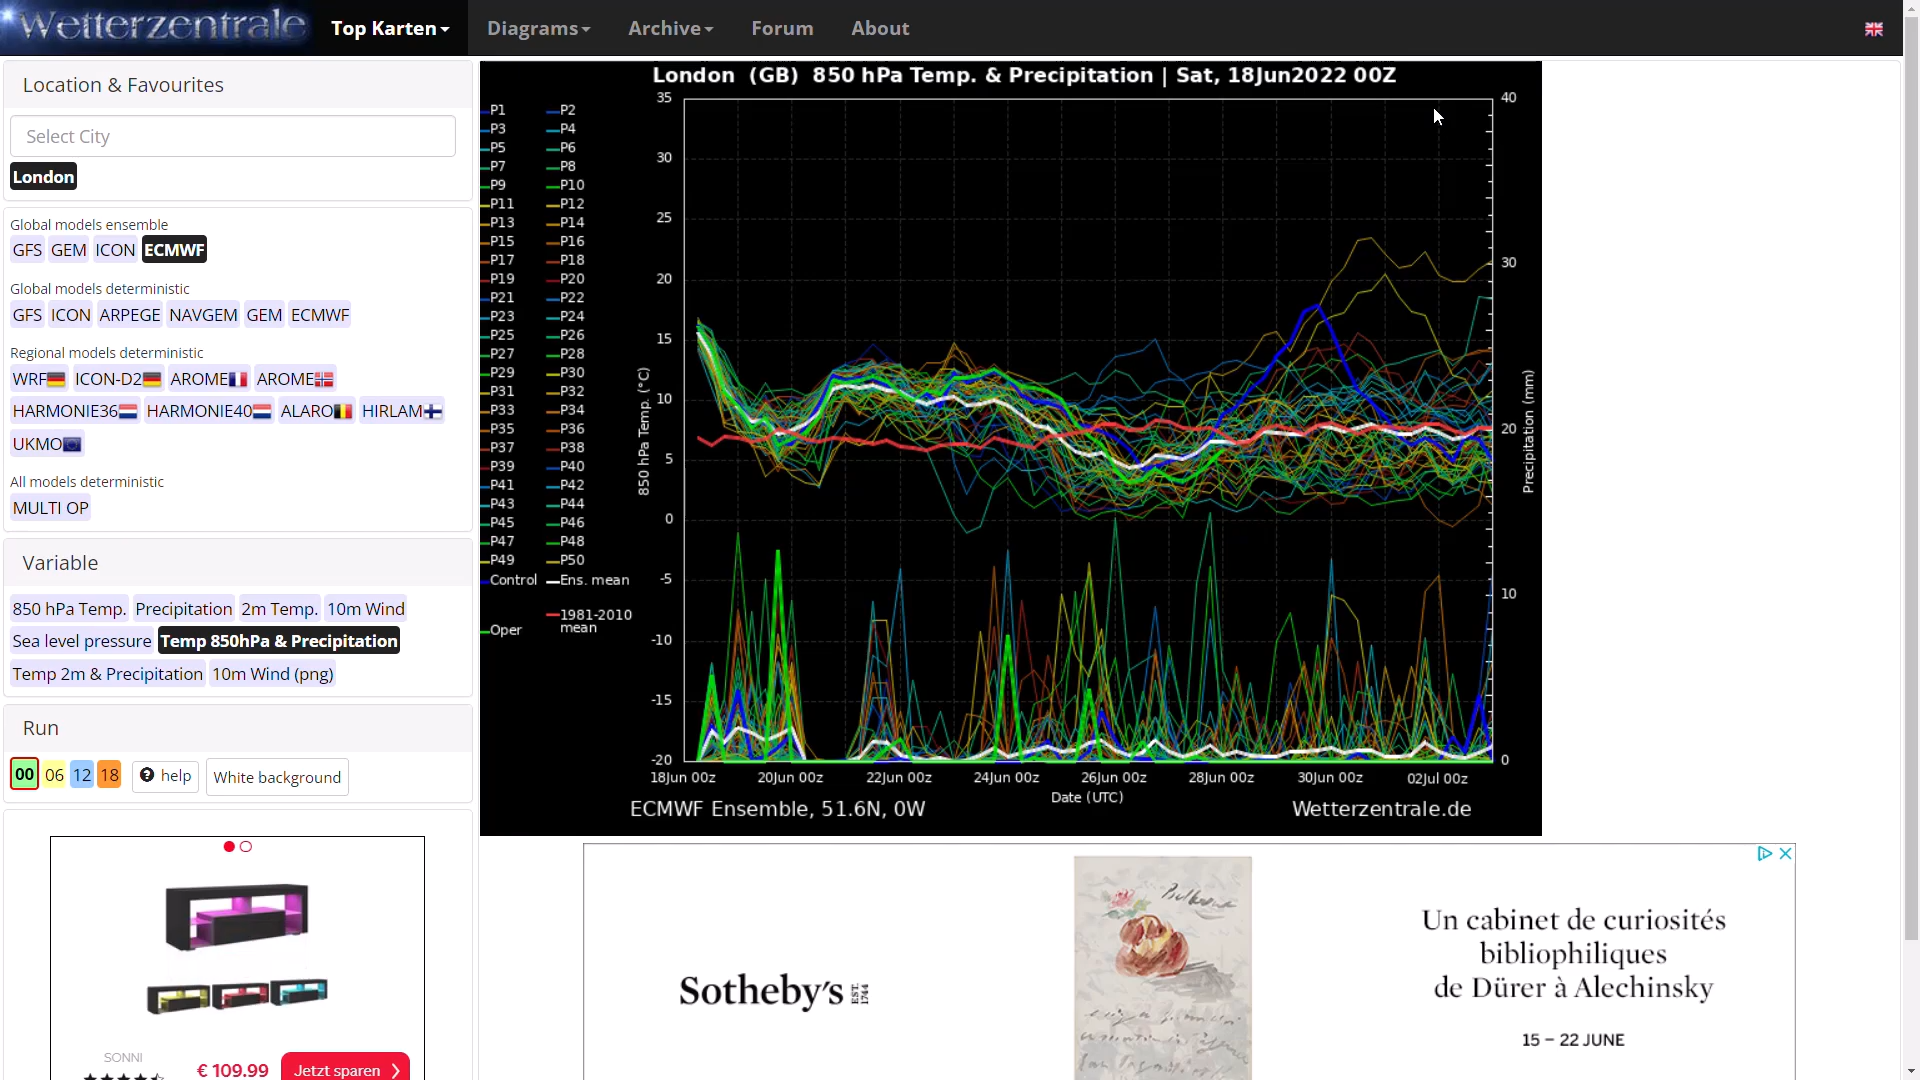 Wetterzentrale
Top Karten
Diagrams
Archive
Forum
About
Location & Favourites
Select City
London
Global models ensemble
GFS GEM ICON ECMWF
Global models deterministic
GFS ICON ARPEGE NAVGEM GEM ECMWF
Regional models deterministic
WRF ICON-D2 AROME AROME
HARMONIE36 HARMONIE40 ALARO HIRLAM
UKMO
All models deterministic
MULTI OP
Variable
850 hPa Temp. Precipitation 2m Temp. 10m Wind
Sea level pressure Temp 850hPa & Precipitation
Temp 2m & Precipitation 10m Wind (png)
Run
00 06 12 18 help White background
London (GB) 850 hPa Temp. & Precipitation | Sat, 18Jun2022 00Z
P1 P2
P3 P4
P5 P6
P7 P8
P9 P10
P11 P12
P13 P14
P15 P16
P17 P18
P19 P20
P21 P22
P23 P24
P25 P26
P27 P28
P29 P30
P31 P32
P33 P34
P35 P36
P37 P38
P39 P40
P41 P42
P43 P44
P45 P46
P47 P48
P49 P50
Control Ens. mean
1981-2010
mean
Oper
850 hPa Temp. (°C)
35
30
25
20
15
10
5
0
-5
-10
-15
-20
40
30
20
10
0
Precipitation (mm)
18Jun 00z 20Jun 00z 22Jun 00z 24Jun 00z 26Jun 00z 28Jun 00z 30Jun 00z 02Jul 00z
Date (UTC)
ECMWF Ensemble, 51.6N, 0W
Wetterzentrale.de
SONNI
€ 109.99
Jetzt sparen
Sotheby's EST. 1744
Un cabinet de curiosités
bibliophiliques
de Dürer à Alechinsky
15 – 22 JUNE